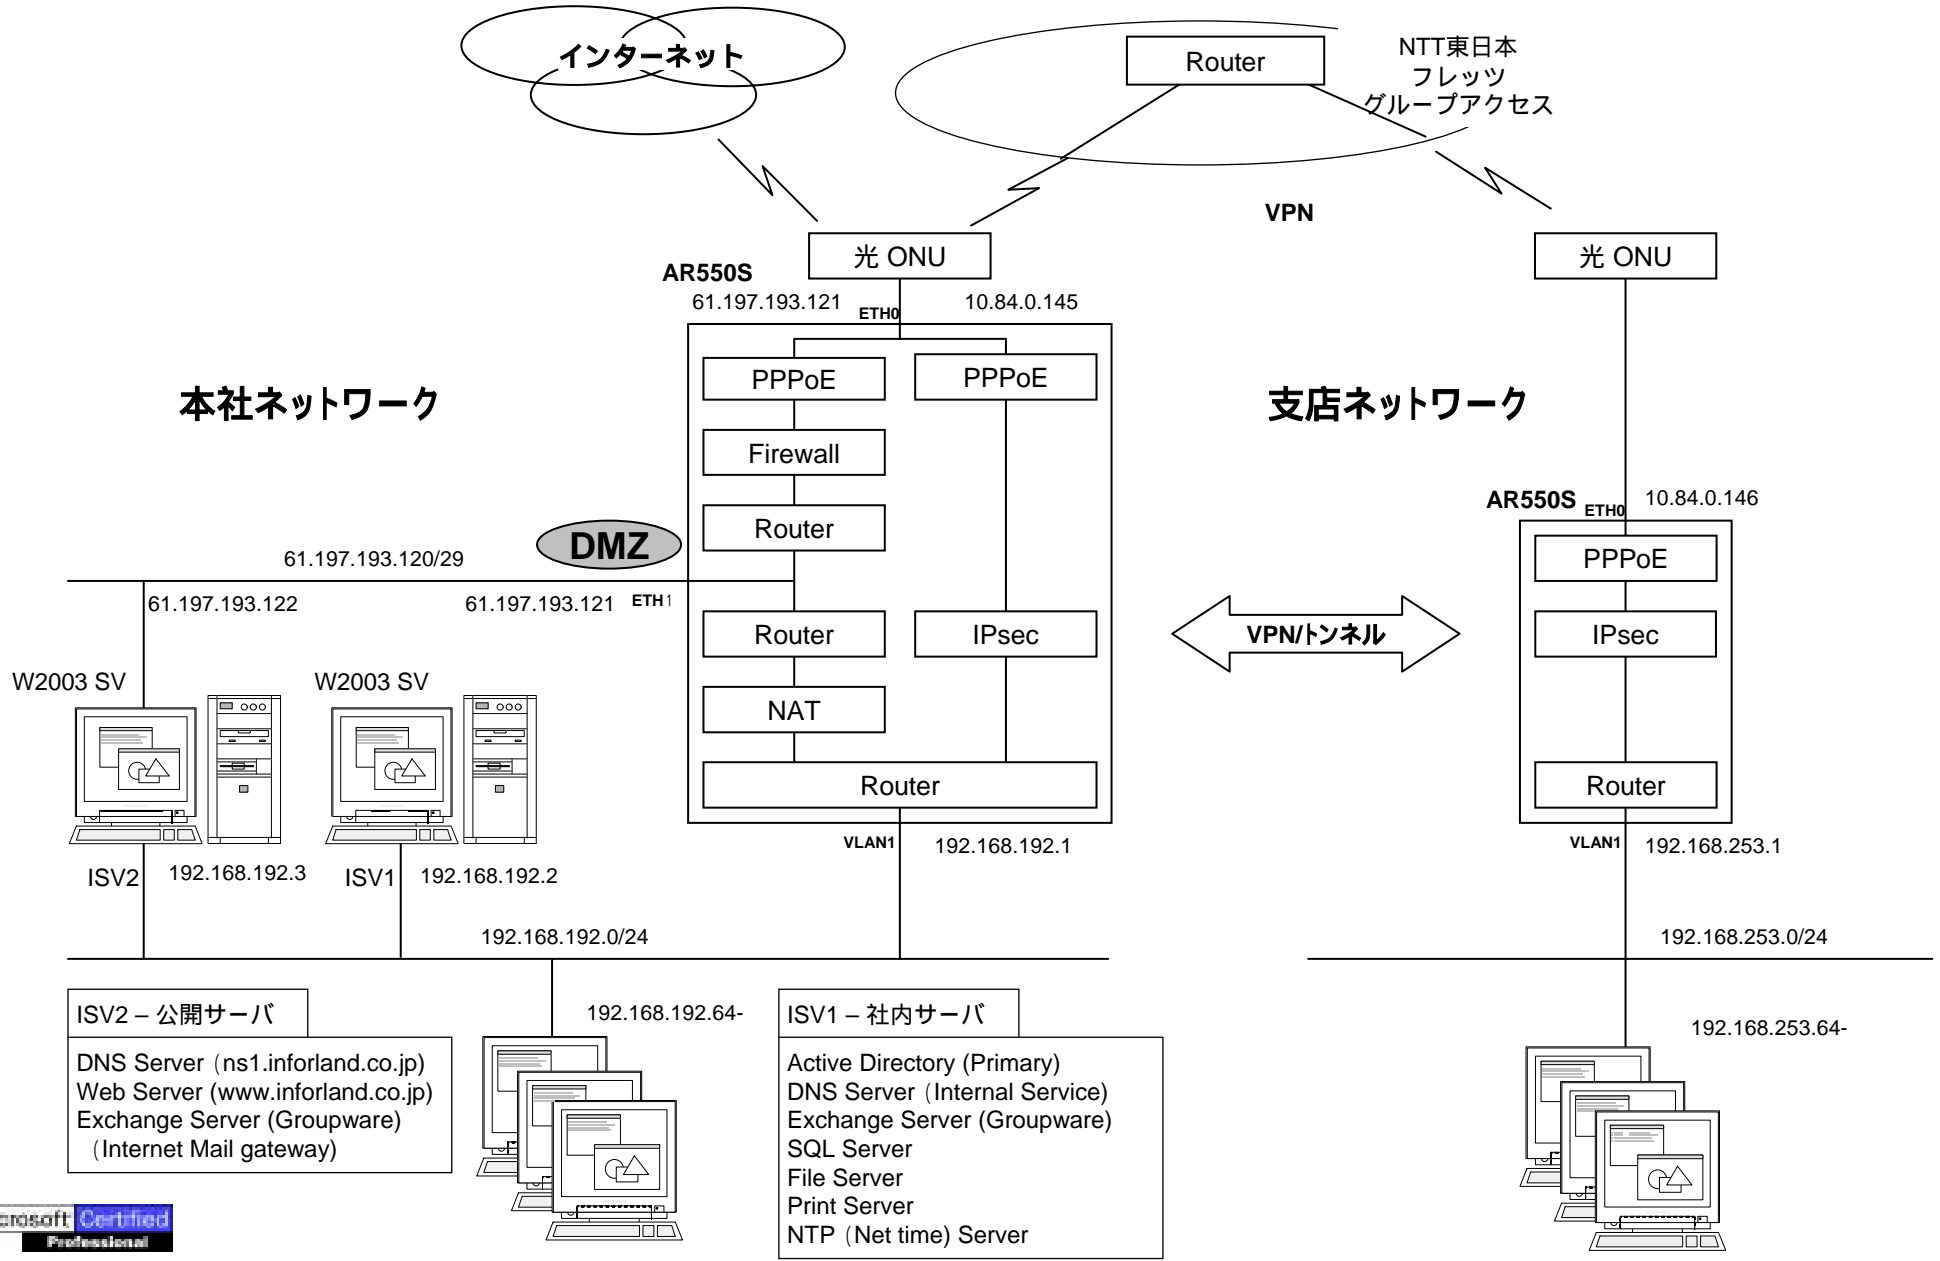 インターネット
Router
NTT東日本
フレッツ
グループアクセス
VPN
光 ONU
光 ONU
AR550S
61.197.193.121
ETH0
10.84.0.145
PPPoE
PPPoE
本社ネットワーク
支店ネットワーク
Firewall
AR550S
ETH0
10.84.0.146
Router
DMZ
61.197.193.120/29
PPPoE
61.197.193.122
61.197.193.121
ETH1
Router
IPsec
VPN/トンネル
IPsec
W2003 SV
W2003 SV
NAT
Router
Router
VLAN1
192.168.192.1
VLAN1
192.168.253.1
ISV2
192.168.192.3
ISV1
192.168.192.2
192.168.192.0/24
192.168.253.0/24
ISV2 – 公開サーバ
DNS Server（ns1.inforland.co.jp)
Web Server (www.inforland.co.jp)
Exchange Server (Groupware)
（Internet Mail gateway)
192.168.192.64-
ISV1 – 社内サーバ
Active Directory (Primary)
DNS Server（Internal Service)
Exchange Server (Groupware)
SQL Server
File Server
Print Server
NTP（Net time) Server
192.168.253.64-
crosoft Certified
Professional